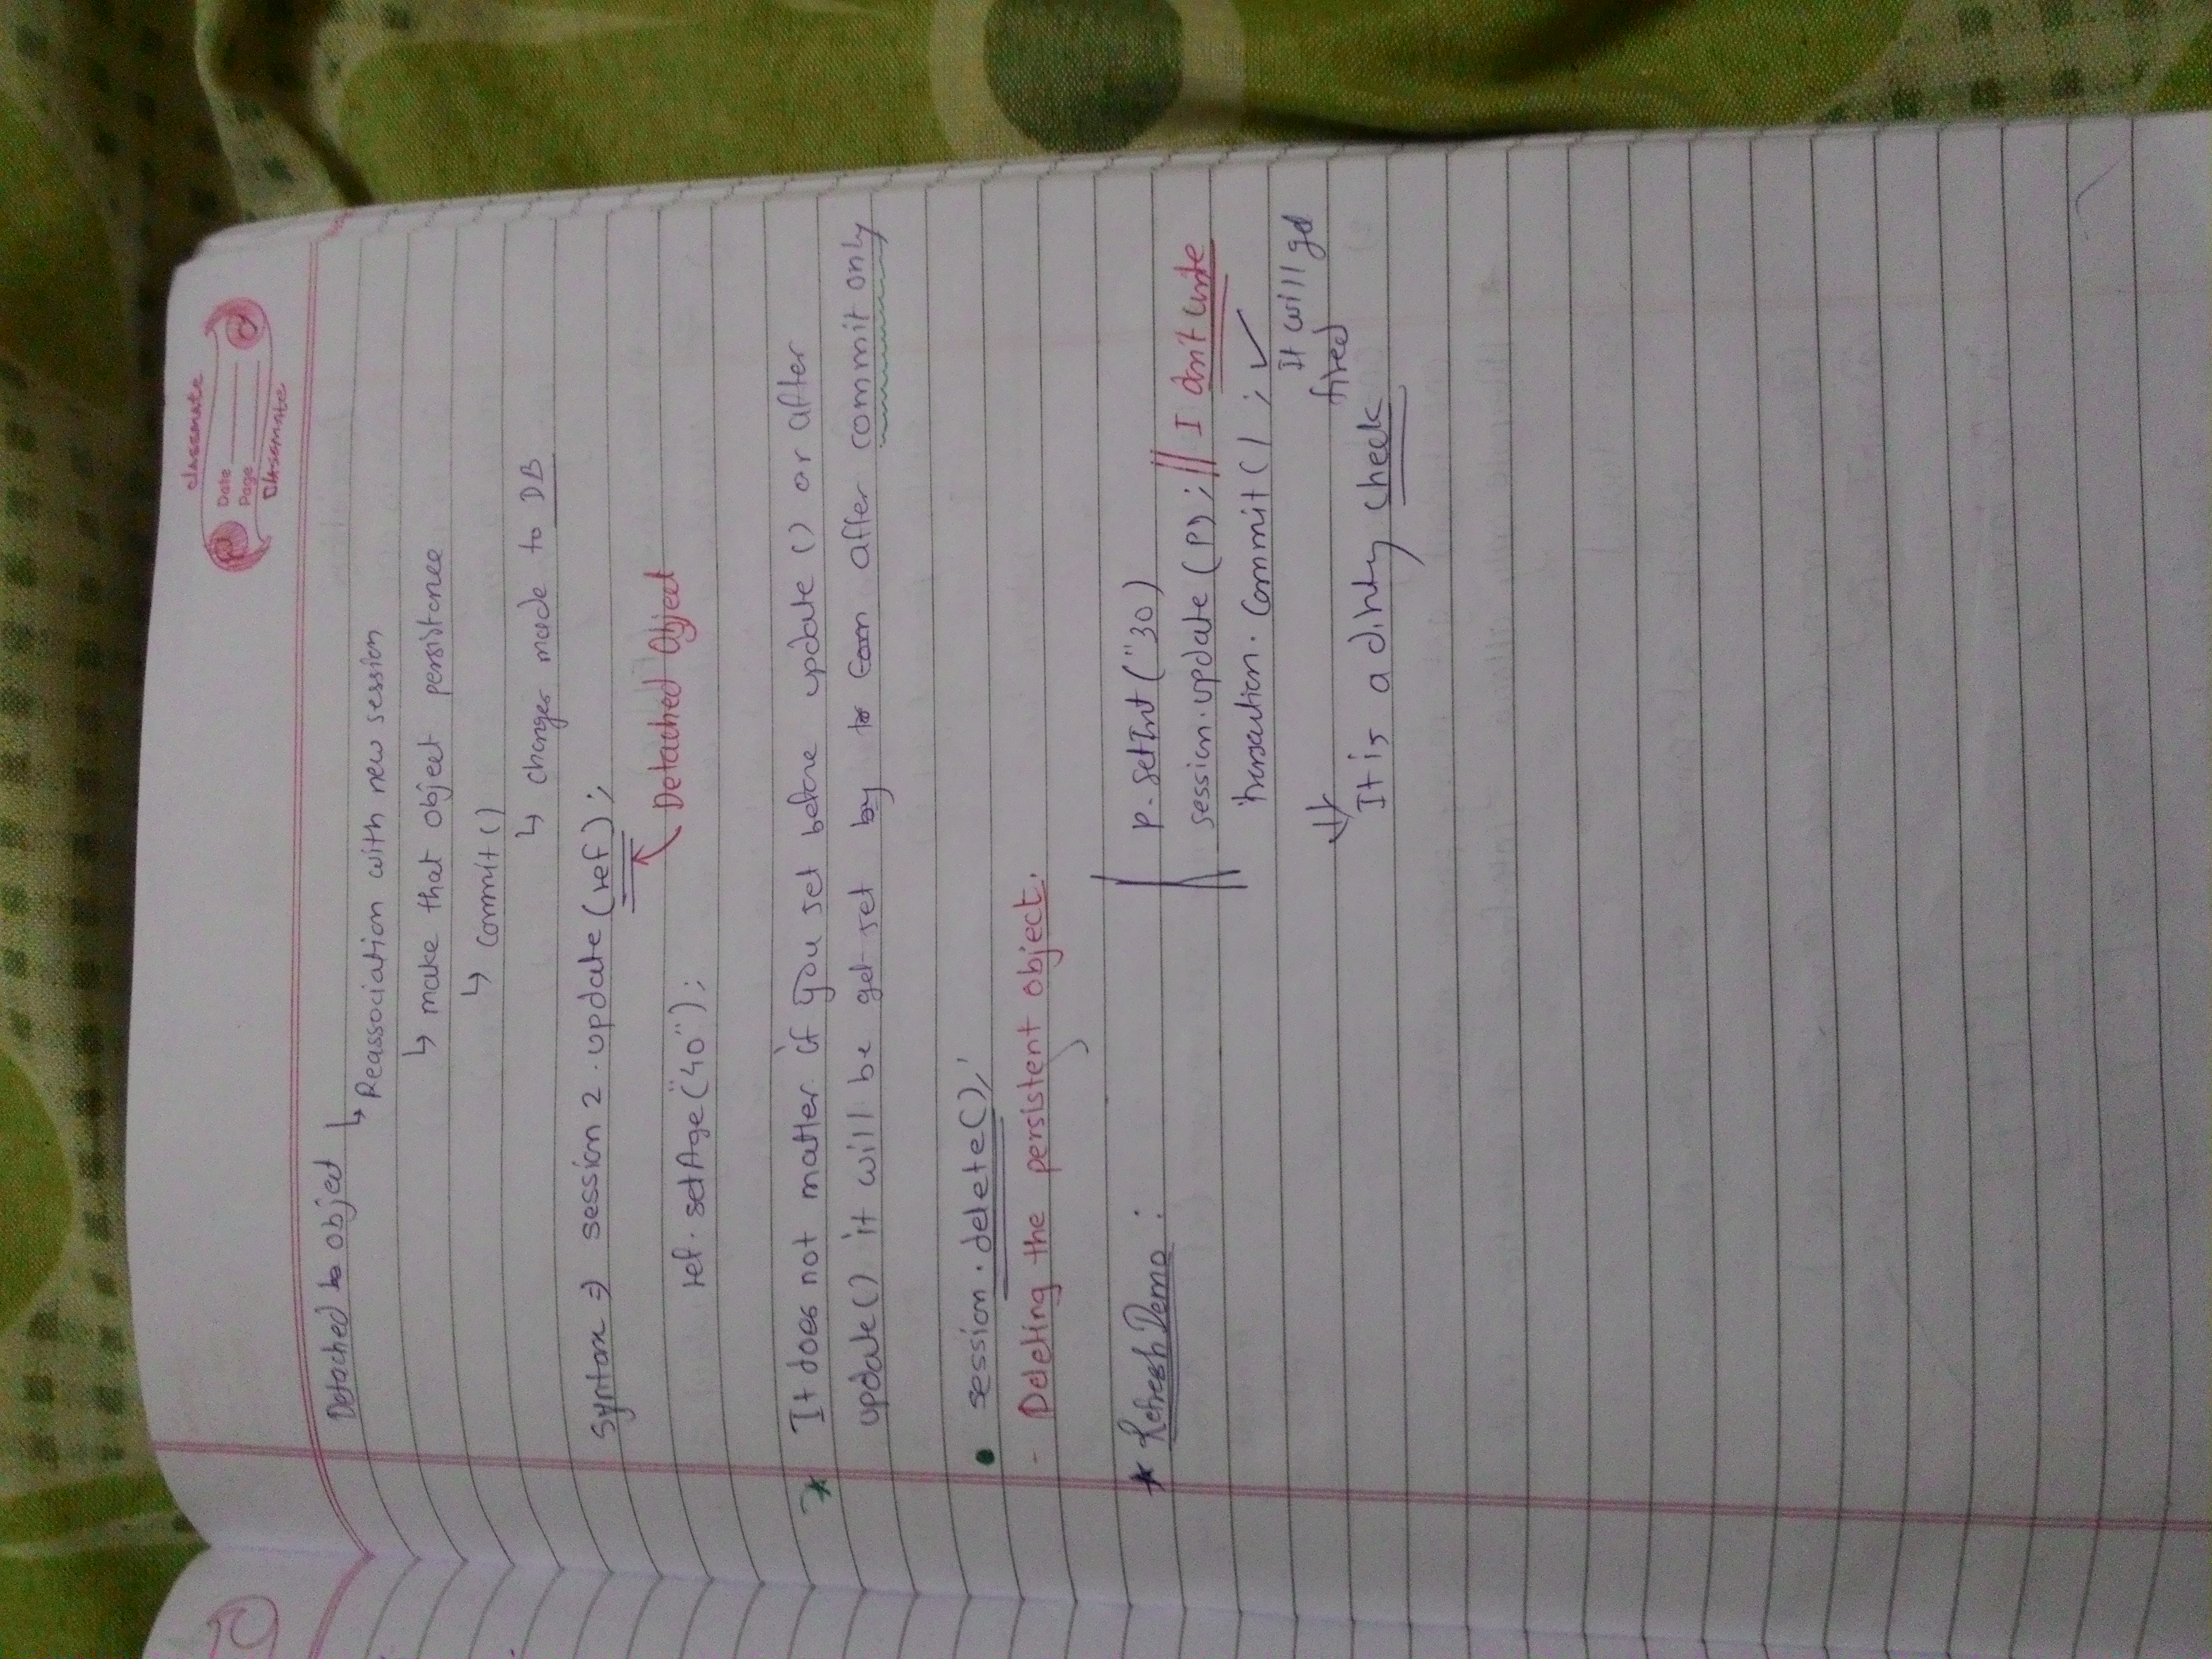 classmate
Date
Page
classmate
Detached be object
↳ Reassociation with new session
↳ make that object persistance
↳ commit ()
↳ changes made to DB
Syntax ⇒ session 2 . update (ref) ;
Detached Object
ref. setAge ("40") ;
* It does not matter if you set before update () or after
update () it will be get set by to Com after commit only
• session . delete () ;
- Deleting the persistent object.
* Refresh Demo :
p. setInt ("30)
session.update (P) ; // I don't write
transaction. Commit () ; ✓
It will get
fired
⇓
It is a dirty check